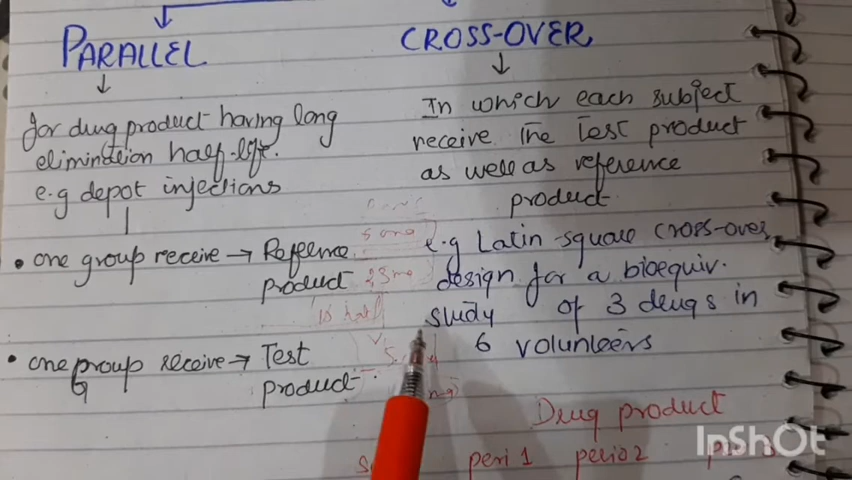 PARALLEL
for drug product having long
elimination half-life.
e.g depot injections
• one group receive → Refeence
product
• one group receive → Test
product.
CROSS-OVER
In which each subject
receive the Test product
as well as reference
product.
e.g Latin-square cross-over
design for a bioequiv.
study of 3 drugs in
6 volunteers
Drug product
peri 1 perio 2
InShOt